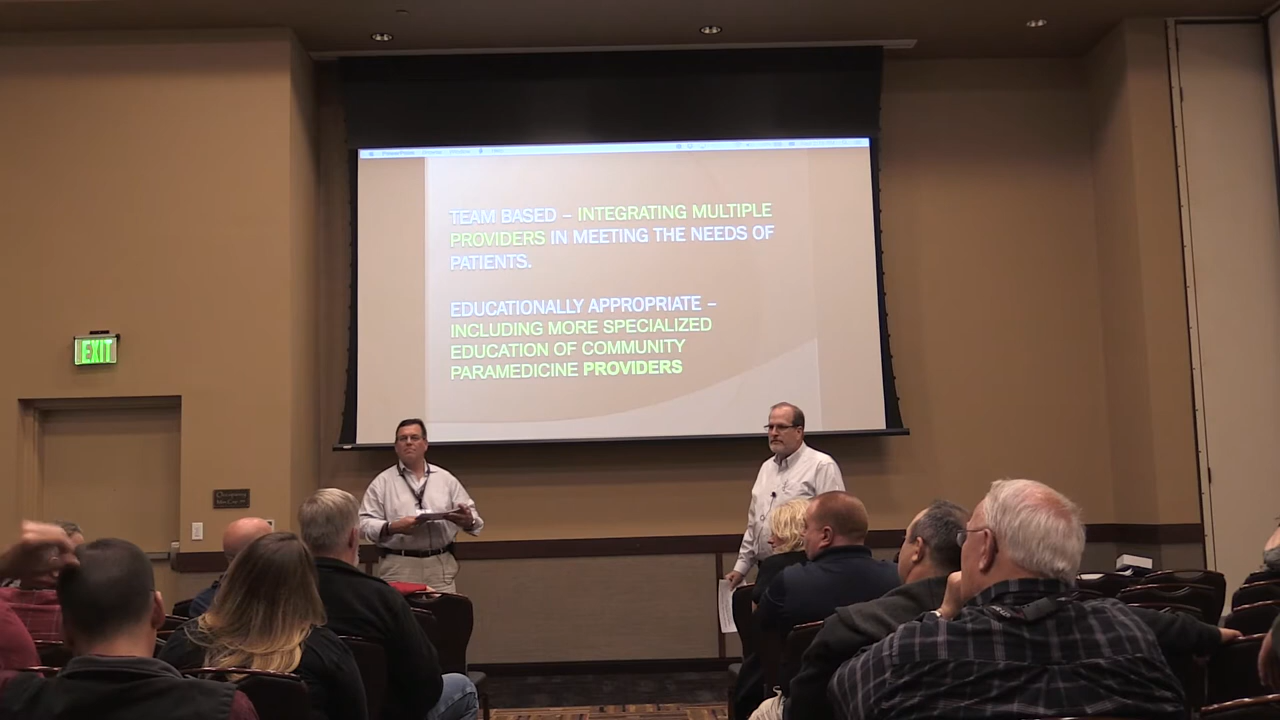 TEAM BASED – INTEGRATING MULTIPLE
PROVIDERS IN MEETING THE NEEDS OF
PATIENTS.
EDUCATIONALLY APPROPRIATE –
INCLUDING MORE SPECIALIZED
EDUCATION OF COMMUNITY
PARAMEDICINE PROVIDERS
EXIT
Occupancy